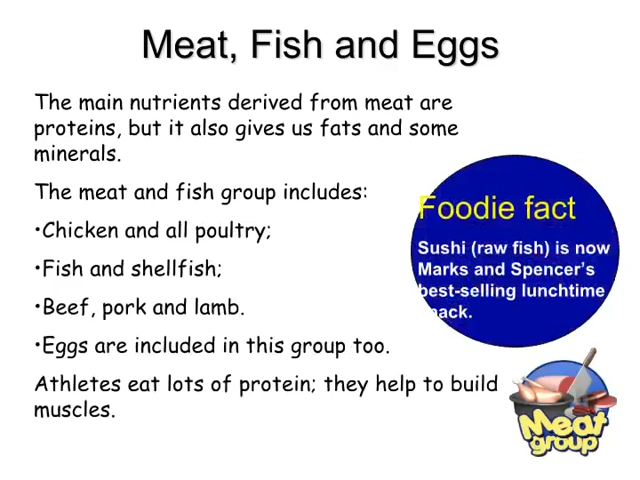 Meat, Fish and Eggs
The main nutrients derived from meat are
proteins, but it also gives us fats and some
minerals.
The meat and fish group includes:
•Chicken and all poultry;
•Fish and shellfish;
•Beef, pork and lamb.
•Eggs are included in this group too.
Athletes eat lots of protein; they help to build
muscles.
Foodie fact
Sushi (raw fish) is now
Marks and Spencer’s
best-selling lunchtime
snack.
Meat
group